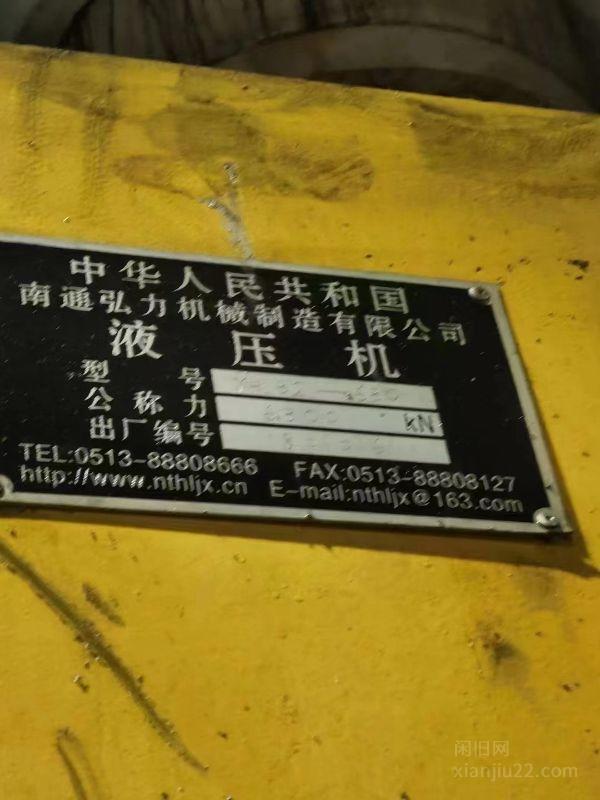 中华人民共和国
南通弘力机械制造有限公司
液压机
型号
公称力 kN
出厂编号
TEL:0513-88808666 FAX:0513-88808127
http://www.nthljx.cn E-mail:nthljx@163.com
闲旧网
xianjiu22.com